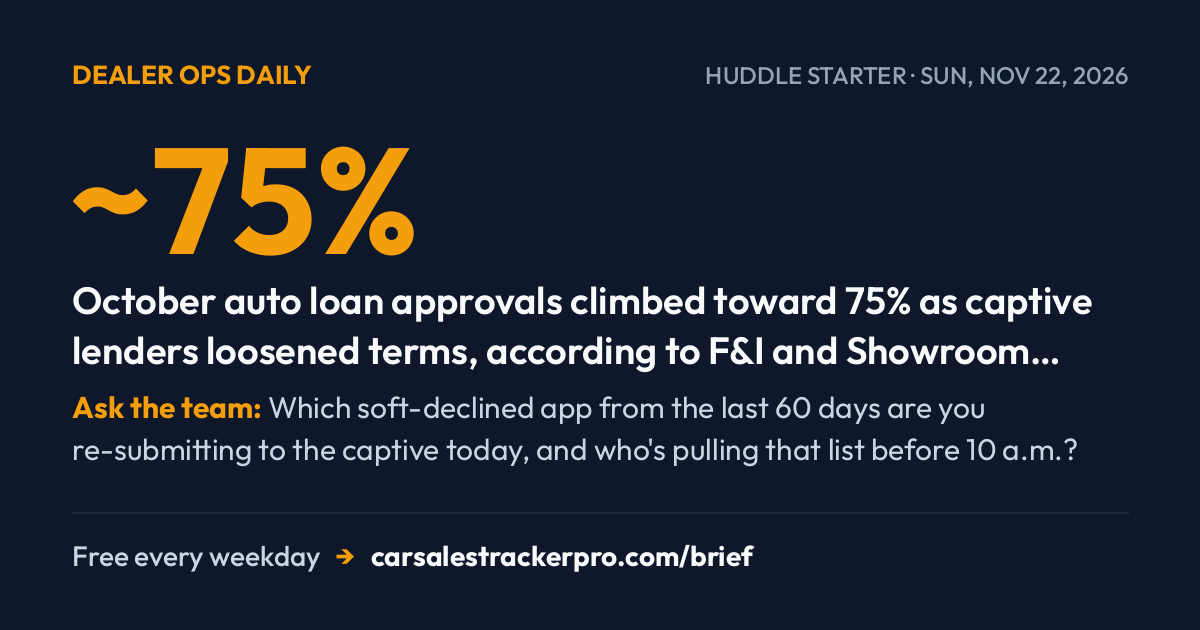 DEALER OPS DAILY
HUDDLE STARTER · SUN, NOV 22, 2026
~75%
October auto loan approvals climbed toward 75% as captive
lenders loosened terms, according to F&I and Showroom...
Ask the team: Which soft-declined app from the last 60 days are you
re-submitting to the captive today, and who's pulling that list before 10 a.m.?
Free every weekday → carsalestrackerpro.com/brief